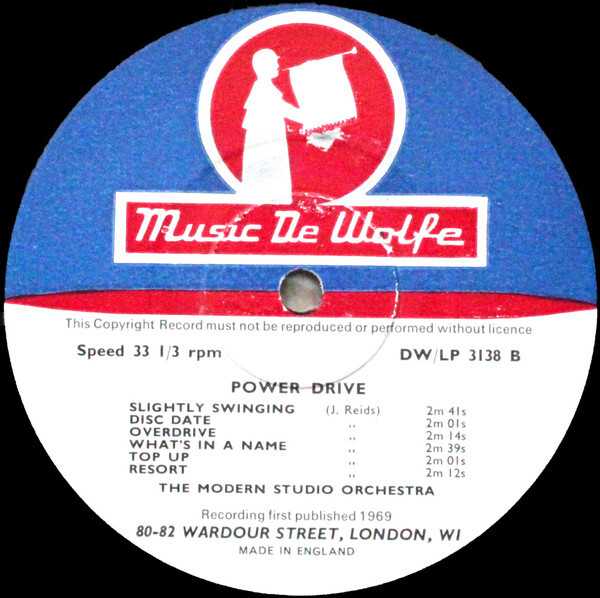 Music De Wolfe
This Copyright Record must not be reproduced or performed without licence
Speed 33 1/3 rpm DW/LP 3138 B
POWER DRIVE
SLIGHTLY SWINGING (J. Reids) 2m 41s
DISC DATE ,, 2m 01s
OVERDRIVE ,, 2m 14s
WHAT'S IN A NAME ,, 2m 39s
TOP UP ,, 2m 01s
RESORT ,, 2m 12s
THE MODERN STUDIO ORCHESTRA
Recording first published 1969
80-82 WARDOUR STREET, LONDON, WI
MADE IN ENGLAND